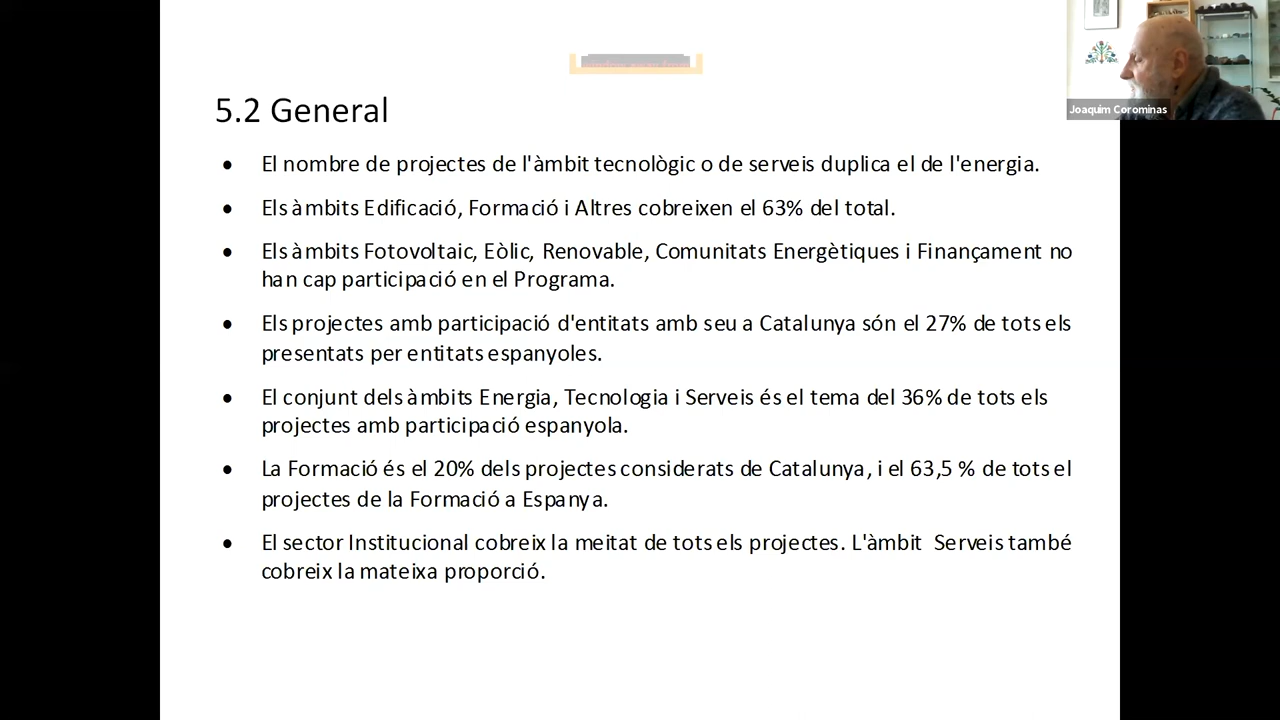 Joaquim Corominas
5.2 General
• El nombre de projectes de l'àmbit tecnològic o de serveis duplica el de l'energia.
• Els àmbits Edificació, Formació i Altres cobreixen el 63% del total.
• Els àmbits Fotovoltaic, Eòlic, Renovable, Comunitats Energètiques i Finançament no
han cap participació en el Programa.
• Els projectes amb participació d'entitats amb seu a Catalunya són el 27% de tots els
presentats per entitats espanyoles.
• El conjunt dels àmbits Energia, Tecnologia i Serveis és el tema del 36% de tots els
projectes amb participació espanyola.
• La Formació és el 20% dels projectes considerats de Catalunya, i el 63,5 % de tots el
projectes de la Formació a Espanya.
• El sector Institucional cobreix la meitat de tots els projectes. L'àmbit Serveis també
cobreix la mateixa proporció.